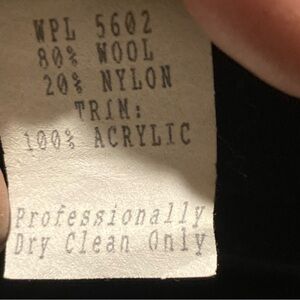 WPL 5602
80% WOOL
20% NYLON
TRIM:
100% ACRYLIC
Professionally
Dry Clean Only